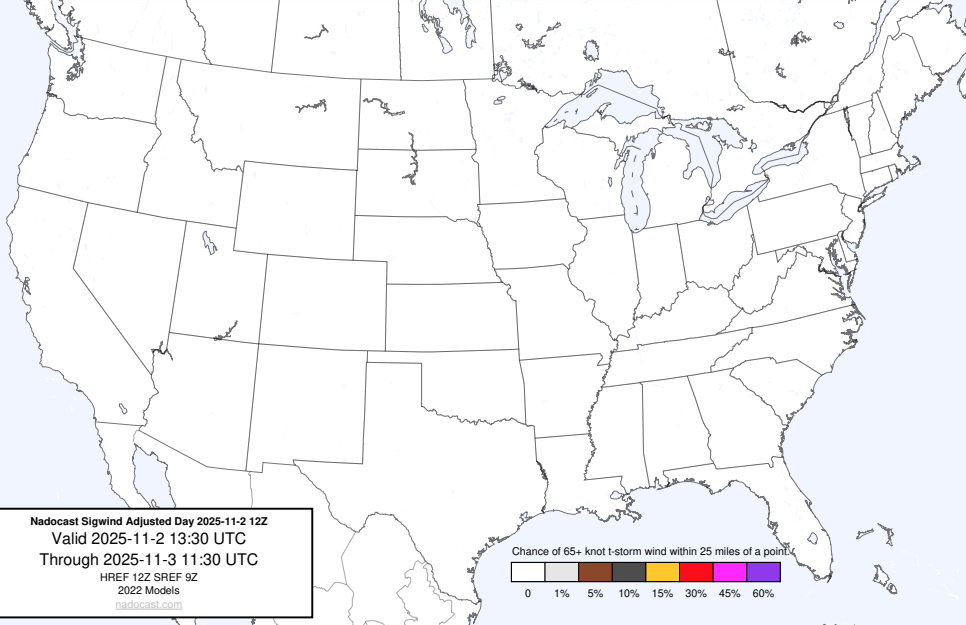 Nadocast Sigwind Adjusted Day 2025-11-2 12Z
Valid 2025-11-2 13:30 UTC
Through 2025-11-3 11:30 UTC
HREF 12Z SREF 9Z
2022 Models
nadocast.com
Chance of 65+ knot t-storm wind within 25 miles of a point.
0 1% 5% 10% 15% 30% 45% 60%